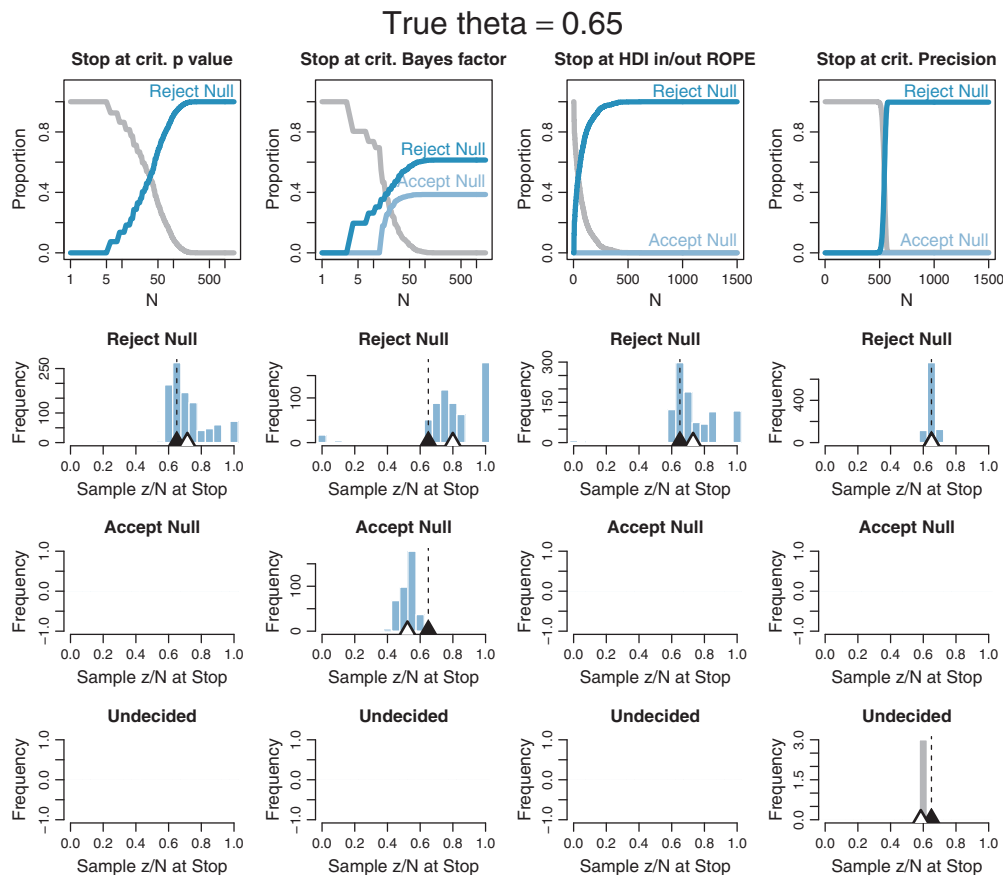 True theta = 0.65
Stop at crit. p value
Stop at crit. Bayes factor
Stop at HDI in/out ROPE
Stop at crit. Precision
Proportion
0.0 0.4 0.8
Reject Null
1 5 50 500
N
Proportion
0.0 0.4 0.8
Reject Null
Accept Null
1 5 50 500
N
Proportion
0.0 0.4 0.8
Reject Null
Accept Null
0 500 1000 1500
N
Proportion
0.0 0.4 0.8
Reject Null
Accept Null
0 500 1000 1500
N
Reject Null
Frequency
0 100 250
0.0 0.2 0.4 0.6 0.8 1.0
Sample z/N at Stop
Reject Null
Frequency
0 100
0.0 0.2 0.4 0.6 0.8 1.0
Sample z/N at Stop
Reject Null
Frequency
0 150 300
0.0 0.2 0.4 0.6 0.8 1.0
Sample z/N at Stop
Reject Null
Frequency
0 400
0.0 0.2 0.4 0.6 0.8 1.0
Sample z/N at Stop
Accept Null
Frequency
−1.0 0.0 1.0
0.0 0.2 0.4 0.6 0.8 1.0
Sample z/N at Stop
Accept Null
Frequency
0 100
0.0 0.2 0.4 0.6 0.8 1.0
Sample z/N at Stop
Accept Null
Frequency
−1.0 0.0 1.0
0.0 0.2 0.4 0.6 0.8 1.0
Sample z/N at Stop
Accept Null
Frequency
−1.0 0.0 1.0
0.0 0.2 0.4 0.6 0.8 1.0
Sample z/N at Stop
Undecided
Frequency
−1.0 0.0 1.0
0.0 0.2 0.4 0.6 0.8 1.0
Sample z/N at Stop
Undecided
Frequency
−1.0 0.0 1.0
0.0 0.2 0.4 0.6 0.8 1.0
Sample z/N at Stop
Undecided
Frequency
−1.0 0.0 1.0
0.0 0.2 0.4 0.6 0.8 1.0
Sample z/N at Stop
Undecided
Frequency
0.0 1.5 3.0
0.0 0.2 0.4 0.6 0.8 1.0
Sample z/N at Stop